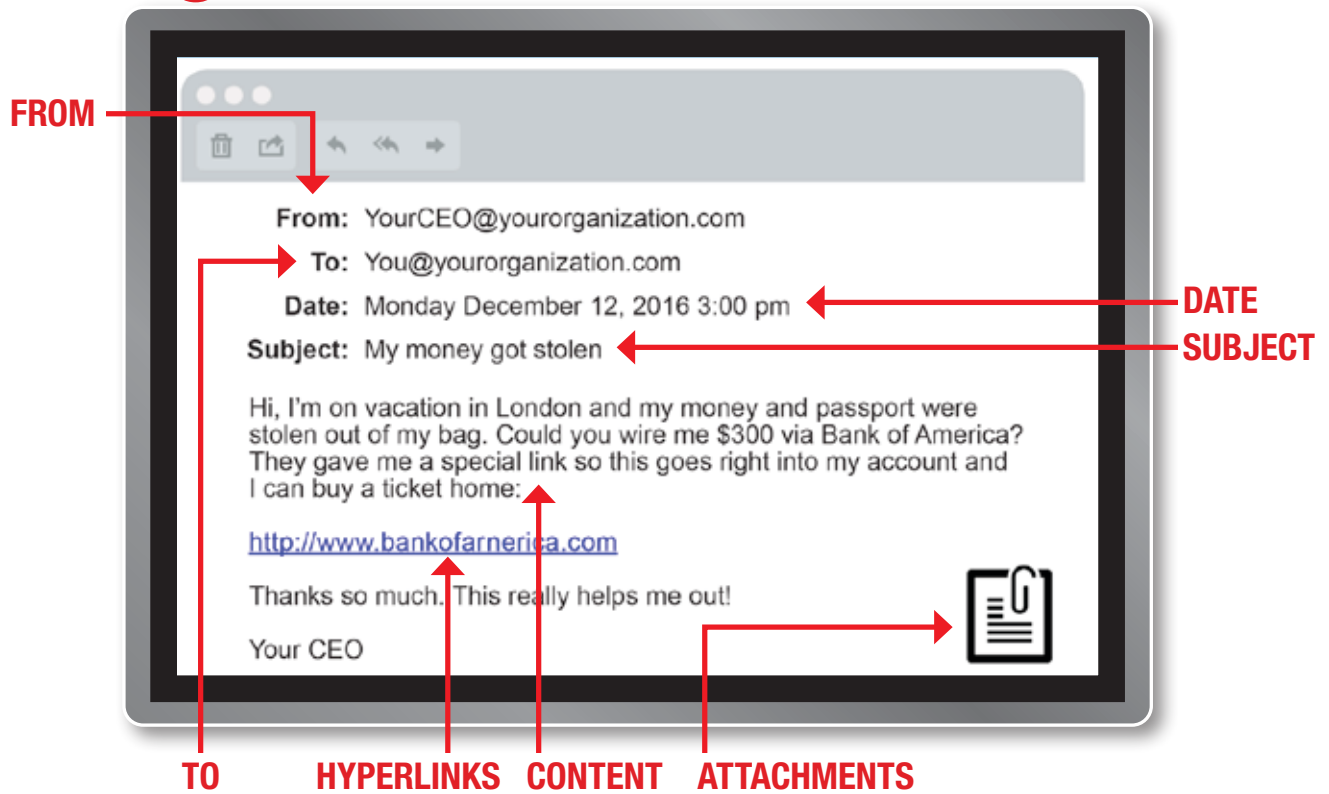 FROM
From: YourCEO@yourorganization.com
To: You@yourorganization.com
Date: Monday December 12, 2016 3:00 pm
DATE
Subject: My money got stolen
SUBJECT
Hi, I'm on vacation in London and my money and passport were
stolen out of my bag. Could you wire me $300 via Bank of America?
They gave me a special link so this goes right into my account and
I can buy a ticket home:
http://www.bankofarnerica.com
Thanks so much. This really helps me out!
Your CEO
TO
HYPERLINKS
CONTENT
ATTACHMENTS